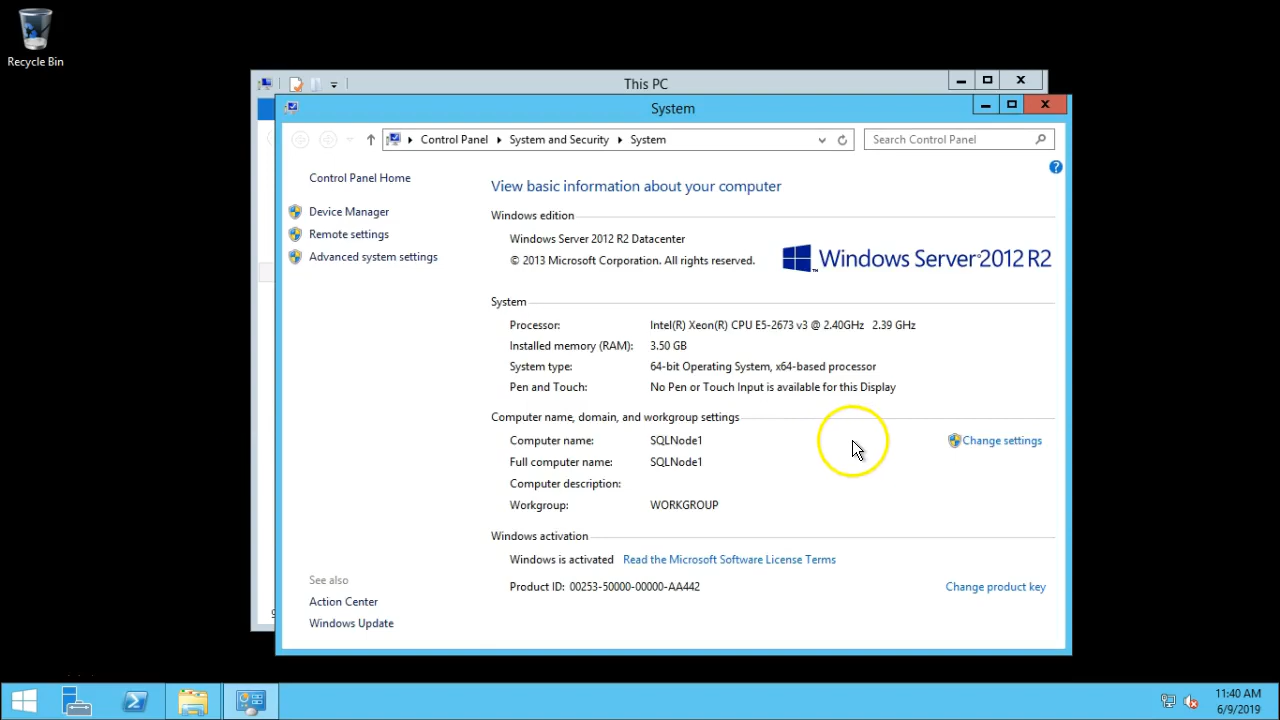 Recycle Bin
This PC
System
Control Panel System and Security System
Search Control Panel
Control Panel Home
Device Manager
Remote settings
Advanced system settings
See also
Action Center
Windows Update
View basic information about your computer
Windows edition
Windows Server 2012 R2 Datacenter
© 2013 Microsoft Corporation. All rights reserved.
Windows Server 2012 R2
System
Processor: Intel(R) Xeon(R) CPU E5-2673 v3 @ 2.40GHz 2.39 GHz
Installed memory (RAM): 3.50 GB
System type: 64-bit Operating System, x64-based processor
Pen and Touch: No Pen or Touch Input is available for this Display
Computer name, domain, and workgroup settings
Computer name: SQLNode1
Change settings
Full computer name: SQLNode1
Computer description:
Workgroup: WORKGROUP
Windows activation
Windows is activated Read the Microsoft Software License Terms
Product ID: 00253-50000-00000-AA442
Change product key
11:40 AM
6/9/2019